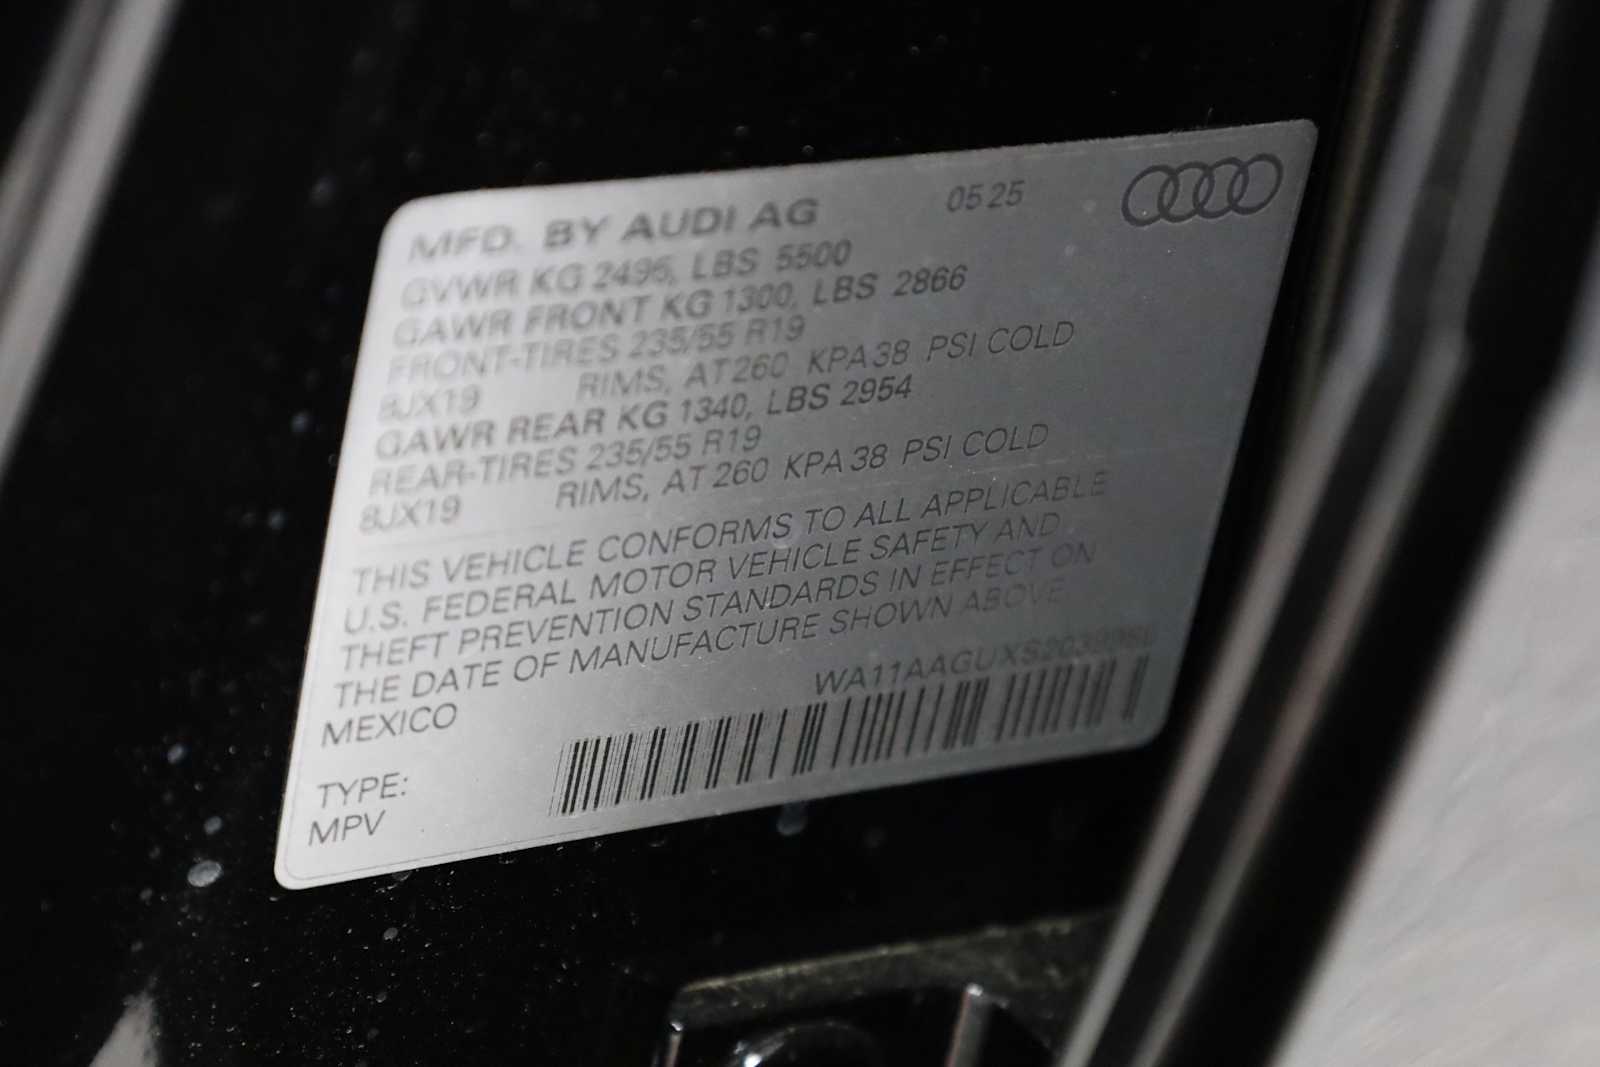 MFD. BY AUDI AG 0525
GVWR KG 2495, LBS 5500
GAWR FRONT KG 1300, LBS 2866
FRONT-TIRES 235/55 R19
8JX19 RIMS, AT 260 KPA 38 PSI COLD
GAWR REAR KG 1340, LBS 2954
REAR-TIRES 235/55 R19
8JX19 RIMS, AT 260 KPA 38 PSI COLD
THIS VEHICLE CONFORMS TO ALL APPLICABLE
U.S. FEDERAL MOTOR VEHICLE SAFETY AND
THEFT PREVENTION STANDARDS IN EFFECT ON
THE DATE OF MANUFACTURE SHOWN ABOVE
MEXICO
TYPE:
MPV